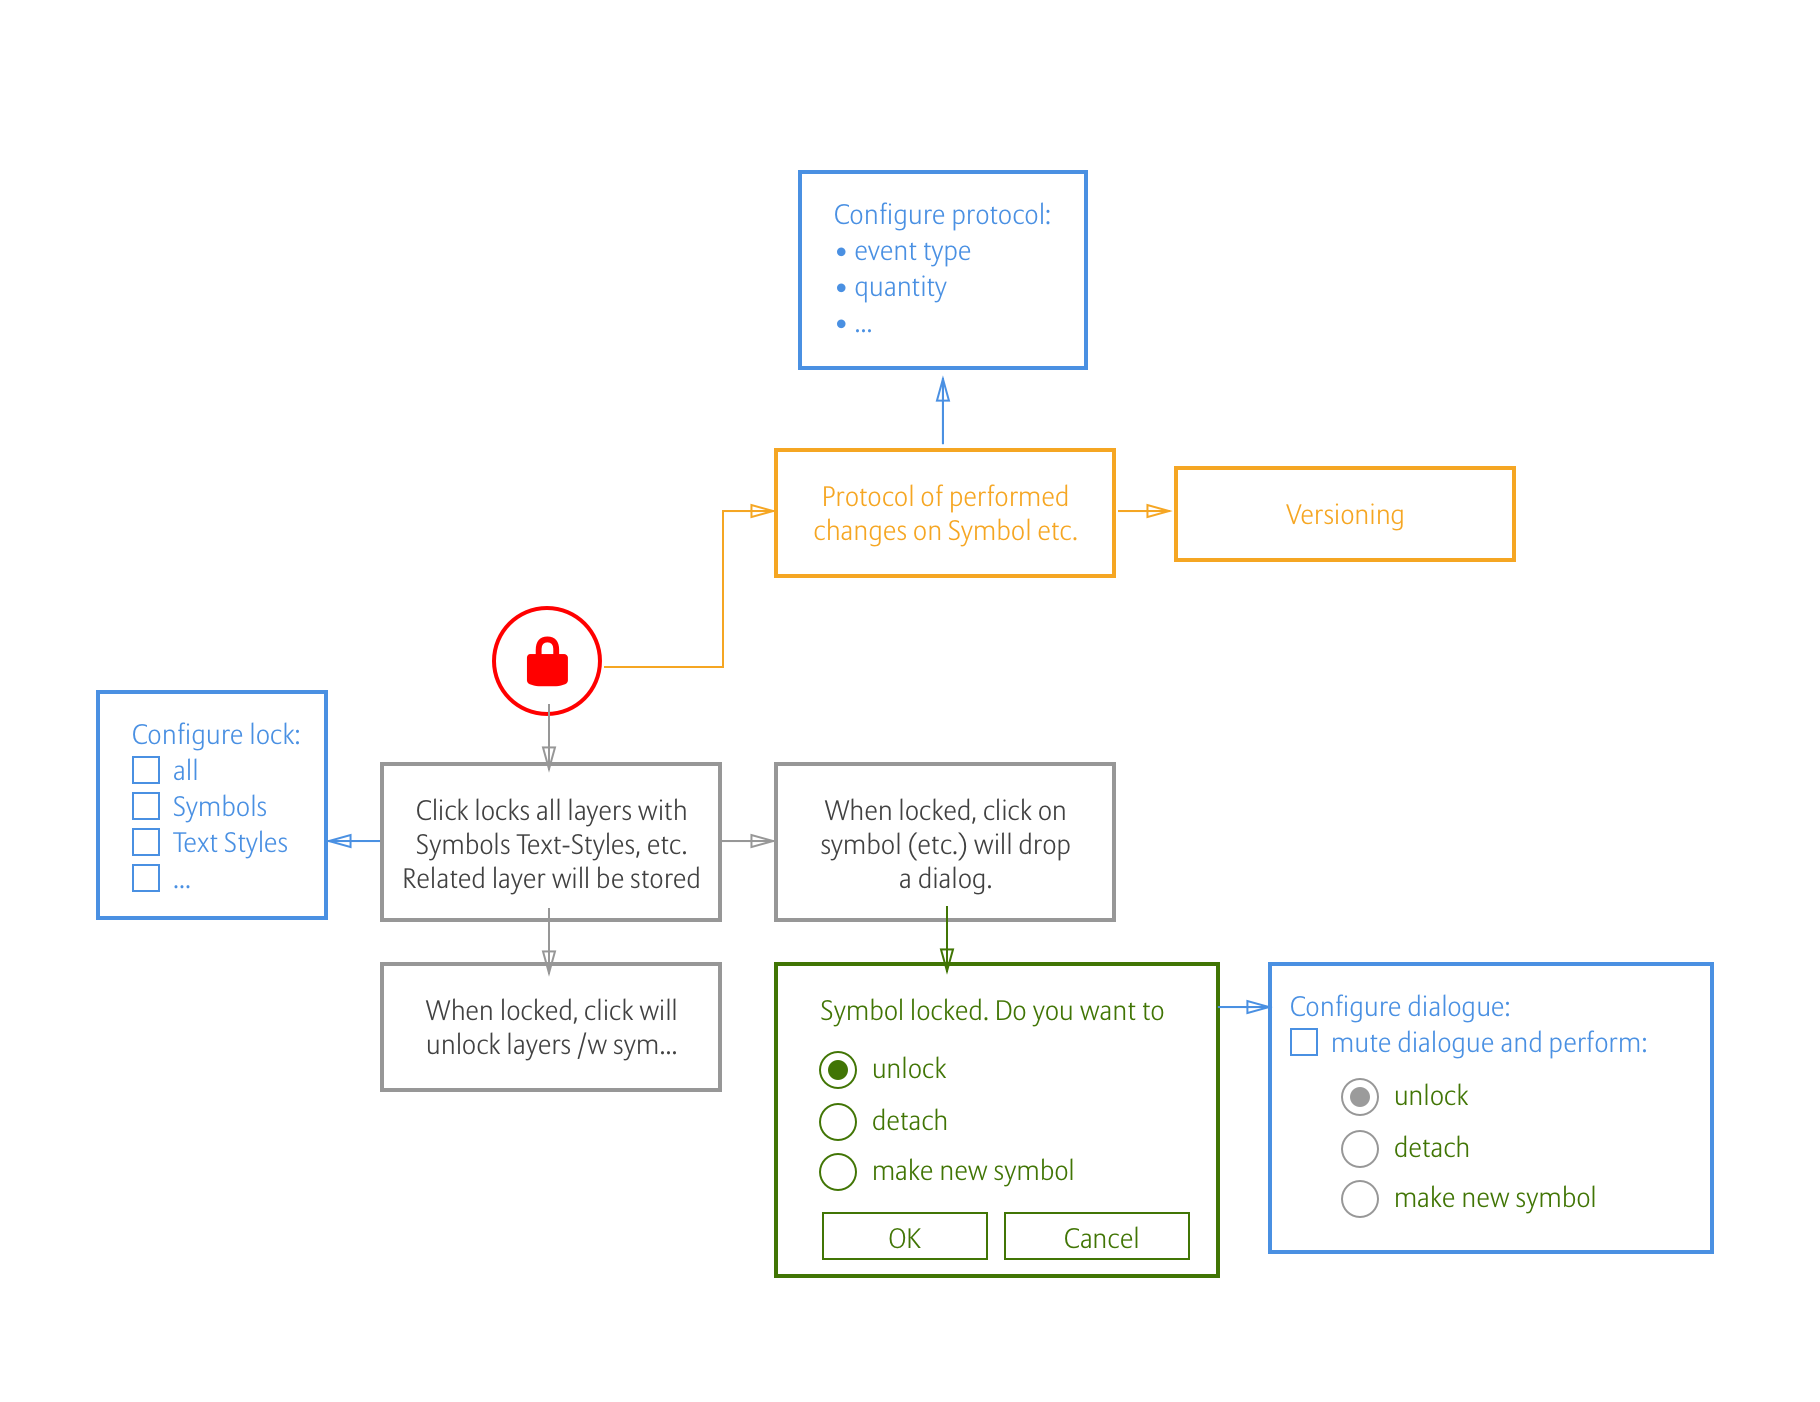 Configure protocol:
• event type
• quantity
• ...
Protocol of performed
changes on Symbol etc.
Versioning
Configure lock:
all
Symbols
Text Styles
...
Click locks all layers with
Symbols Text-Styles, etc.
Related layer will be stored
When locked, click on
symbol (etc.) will drop
a dialog.
When locked, click will
unlock layers /w sym...
Symbol locked. Do you want to
unlock
detach
make new symbol
OK
Cancel
Configure dialogue:
mute dialogue and perform:
unlock
detach
make new symbol